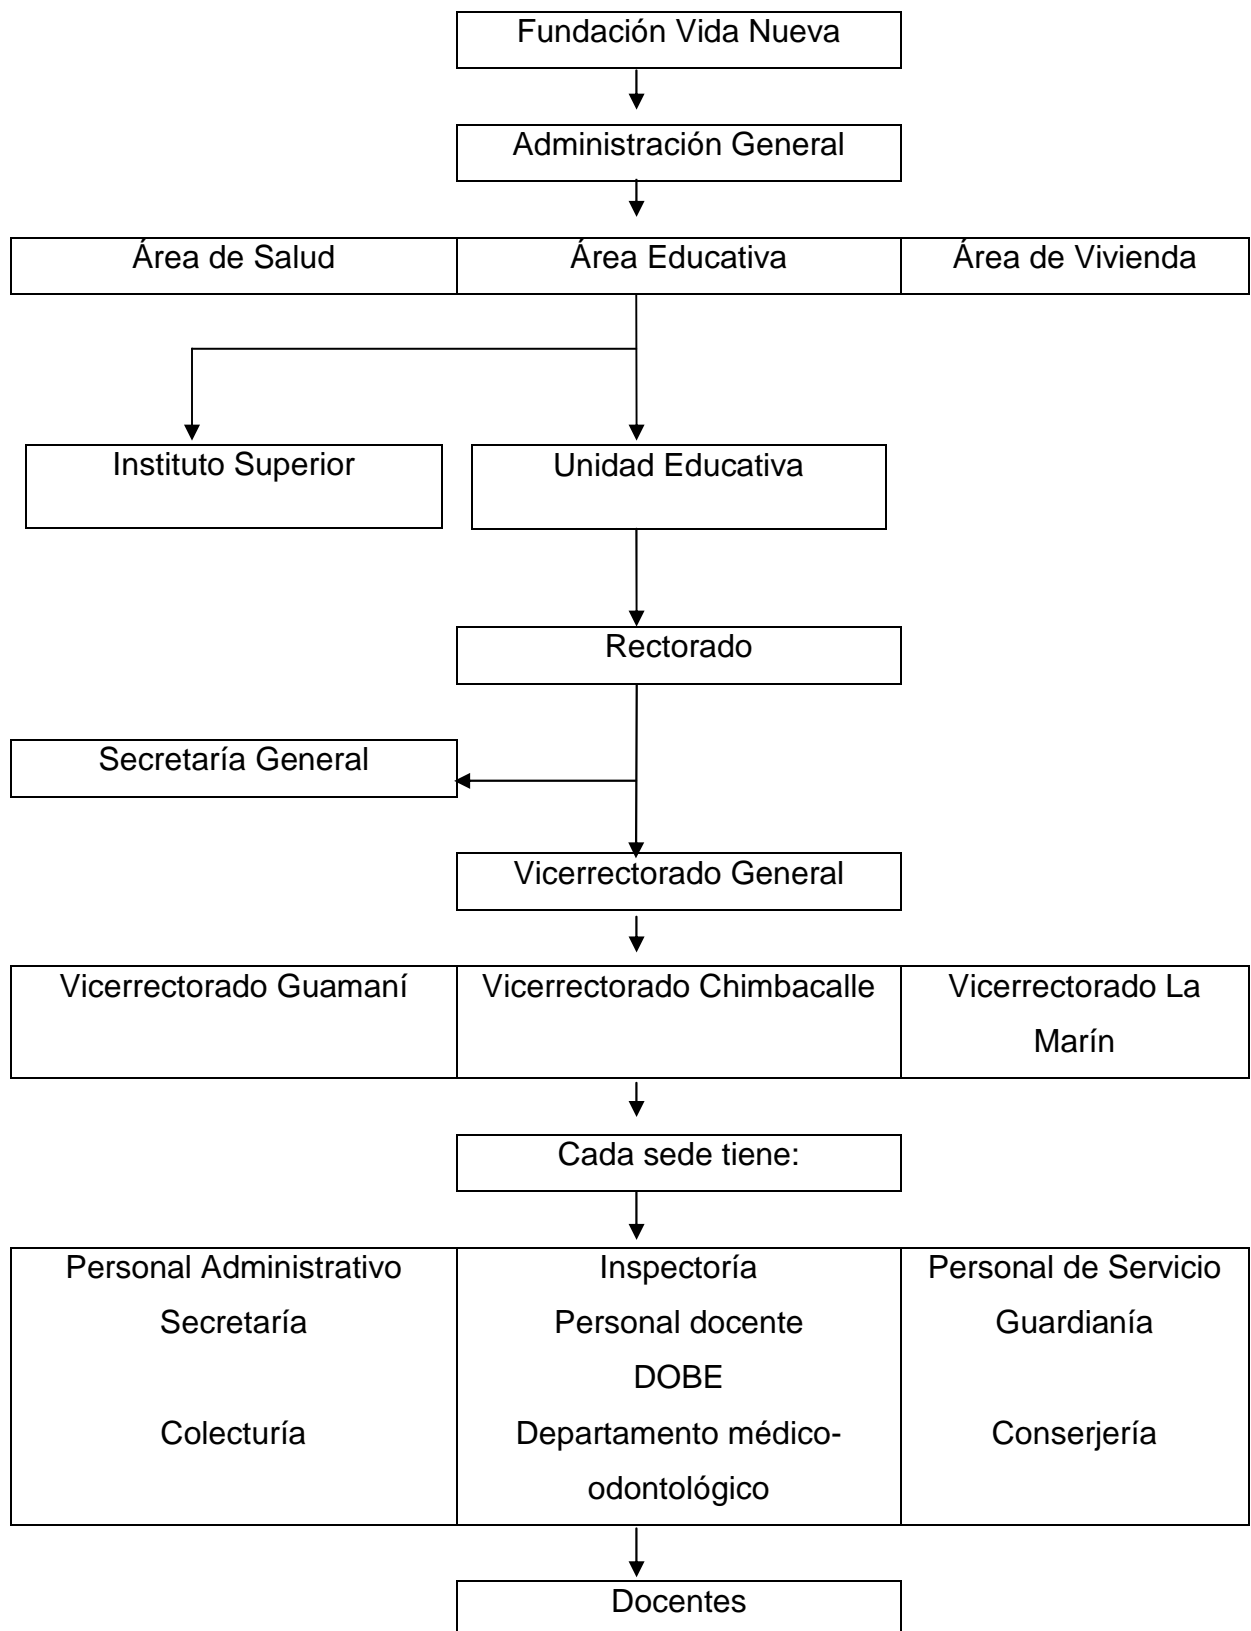 Fundación Vida Nueva
Administración General
Área de Salud
Área Educativa
Área de Vivienda
Instituto Superior
Unidad Educativa
Rectorado
Secretaría General
Vicerrectorado General
Vicerrectorado Guamaní
Vicerrectorado Chimbacalle
Vicerrectorado La
Marín
Cada sede tiene:
Personal Administrativo
Secretaría
Colecturía
Inspectoría
Personal docente
DOBE
Departamento médico-
odontológico
Personal de Servicio
Guardianía
Conserjería
Docentes